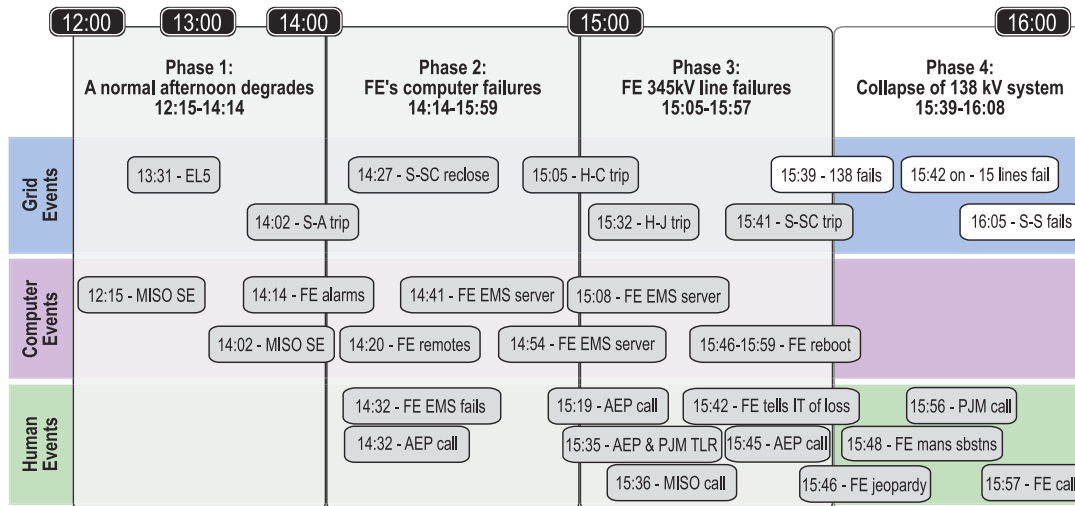 12:00
13:00
14:00
15:00
16:00
Phase 1:
A normal afternoon degrades
12:15-14:14
Phase 2:
FE's computer failures
14:14-15:59
Phase 3:
FE 345kV line failures
15:05-15:57
Phase 4:
Collapse of 138 kV system
15:39-16:08
Grid
Events
13:31 - EL5
14:27 - S-SC reclose
15:05 - H-C trip
15:39 - 138 fails
15:42 on - 15 lines fail
14:02 - S-A trip
15:32 - H-J trip
15:41 - S-SC trip
16:05 - S-S fails
Computer
Events
12:15 - MISO SE
14:14 - FE alarms
14:41 - FE EMS server
15:08 - FE EMS server
14:02 - MISO SE
14:20 - FE remotes
14:54 - FE EMS server
15:46-15:59 - FE reboot
Human
Events
14:32 - FE EMS fails
15:19 - AEP call
15:42 - FE tells IT of loss
15:56 - PJM call
14:32 - AEP call
15:35 - AEP & PJM TLR
15:45 - AEP call
15:48 - FE mans sbstns
15:36 - MISO call
15:46 - FE jeopardy
15:57 - FE call